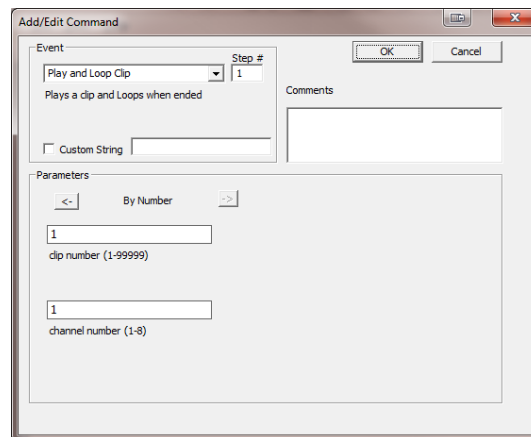 Add/Edit Command
Event
Step #
Play and Loop Clip
1
Plays a clip and Loops when ended
Custom String
OK
Cancel
Comments
Parameters
<-
By Number
->
1
clip number (1-99999)
1
channel number (1-8)